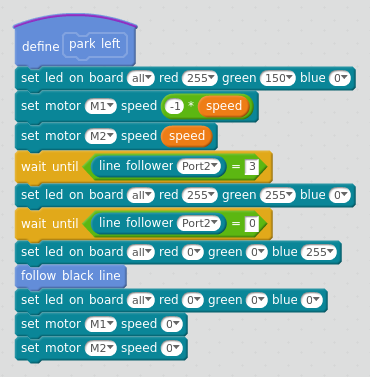 define park left
set led on board all red 255 green 150 blue 0
set motor M1 speed -1 * speed
set motor M2 speed speed
wait until line follower Port2 = 3
set led on board all red 255 green 255 blue 0
wait until line follower Port2 = 0
set led on board all red 0 green 0 blue 255
follow black line
set led on board all red 0 green 0 blue 0
set motor M1 speed 0
set motor M2 speed 0